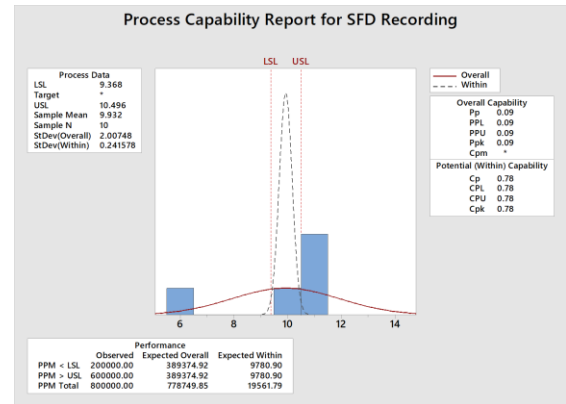 Process Capability Report for SFD Recording
LSL USL
Process Data
LSL 9.368
Target *
USL 10.496
Sample Mean 9.932
Sample N 10
StDev(Overall) 2.00748
StDev(Within) 0.241578
Overall
Within
Overall Capability
Pp 0.09
PPL 0.09
PPU 0.09
Ppk 0.09
Cpm *
Potential (Within) Capability
Cp 0.78
CPL 0.78
CPU 0.78
Cpk 0.78
6 8 10 12 14
Performance
Observed Expected Overall Expected Within
PPM < LSL 200000.00 389374.92 9780.90
PPM > USL 600000.00 389374.92 9780.90
PPM Total 800000.00 778749.85 19561.79